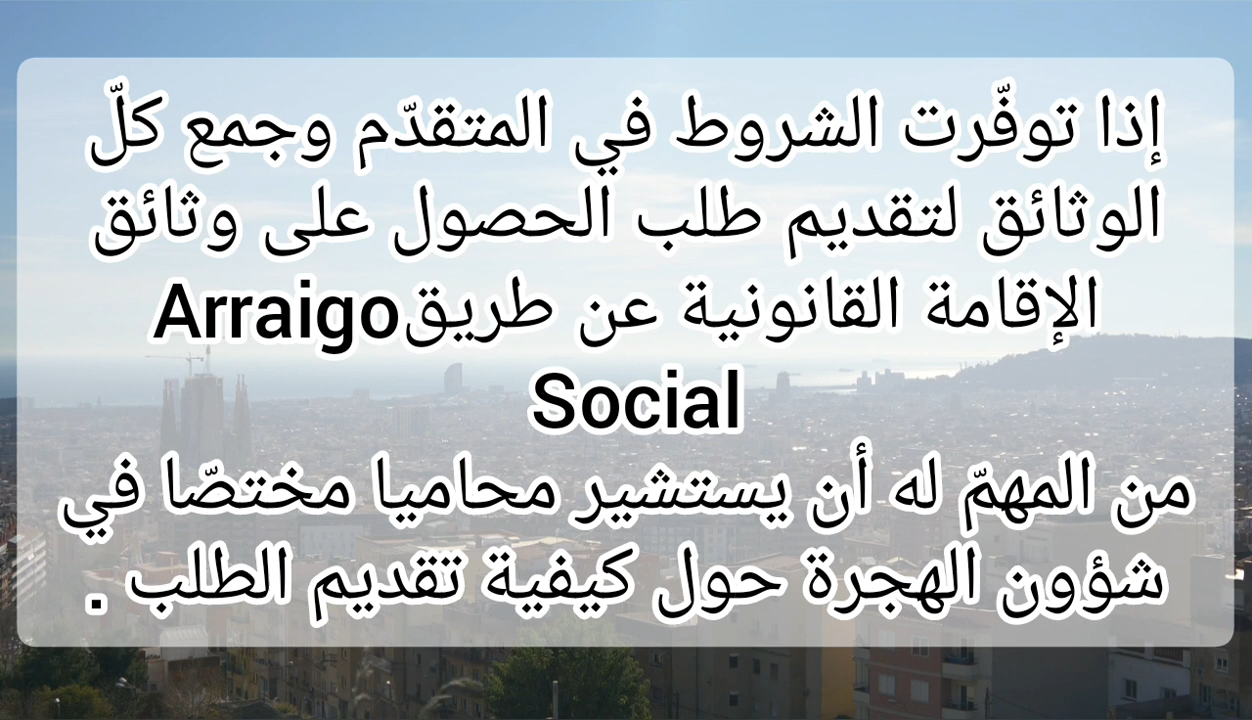 إذا توفّرت الشروط في المتقدّم وجمع كلّ
الوثائق لتقديم طلب الحصول على وثائق
الإقامة القانونية عن طريقArraigo
Social
من المهمّ له أن يستشير محاميا مختصّا في
شؤون الهجرة حول كيفية تقديم الطلب .